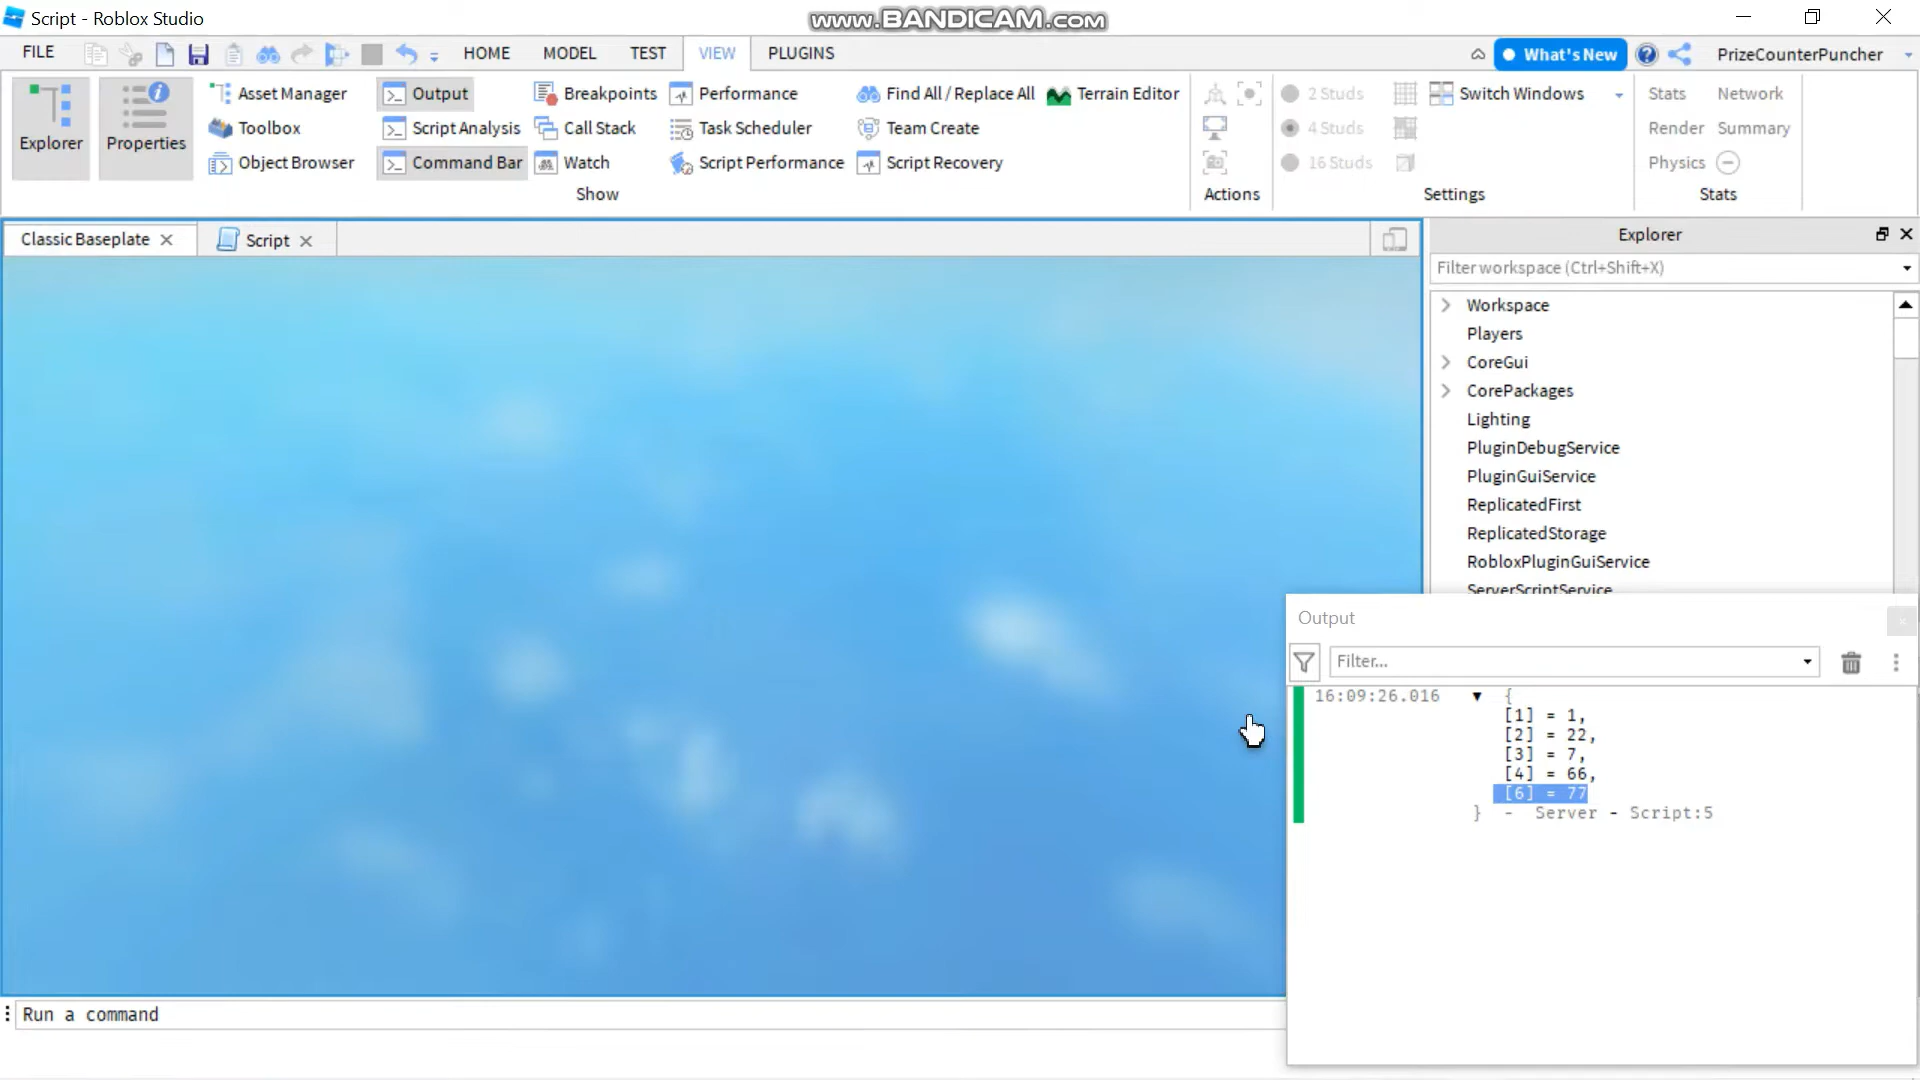 Script - Roblox Studio
www.BANDICAM.com
FILE
HOME
MODEL
TEST
VIEW
PLUGINS
What's New
PrizeCounterPuncher
Explorer
Properties
Asset Manager
Toolbox
Object Browser
Output
Script Analysis
Command Bar
Breakpoints
Call Stack
Watch
Performance
Task Scheduler
Script Performance
Find All / Replace All
Team Create
Script Recovery
Terrain Editor
Show
Actions
2 Studs
4 Studs
16 Studs
Switch Windows
Settings
Stats
Network
Render
Summary
Physics
Stats
Classic Baseplate
Script
Explorer
Filter workspace (Ctrl+Shift+X)
Workspace
Players
CoreGui
CorePackages
Lighting
PluginDebugService
PluginGuiService
ReplicatedFirst
ReplicatedStorage
RobloxPluginGuiService
ServerScriptService
Output
Filter...
16:09:26.016 ▼ {
[1] = 1,
[2] = 22,
[3] = 7,
[4] = 66,
[6] = 77
} - Server - Script:5
Run a command